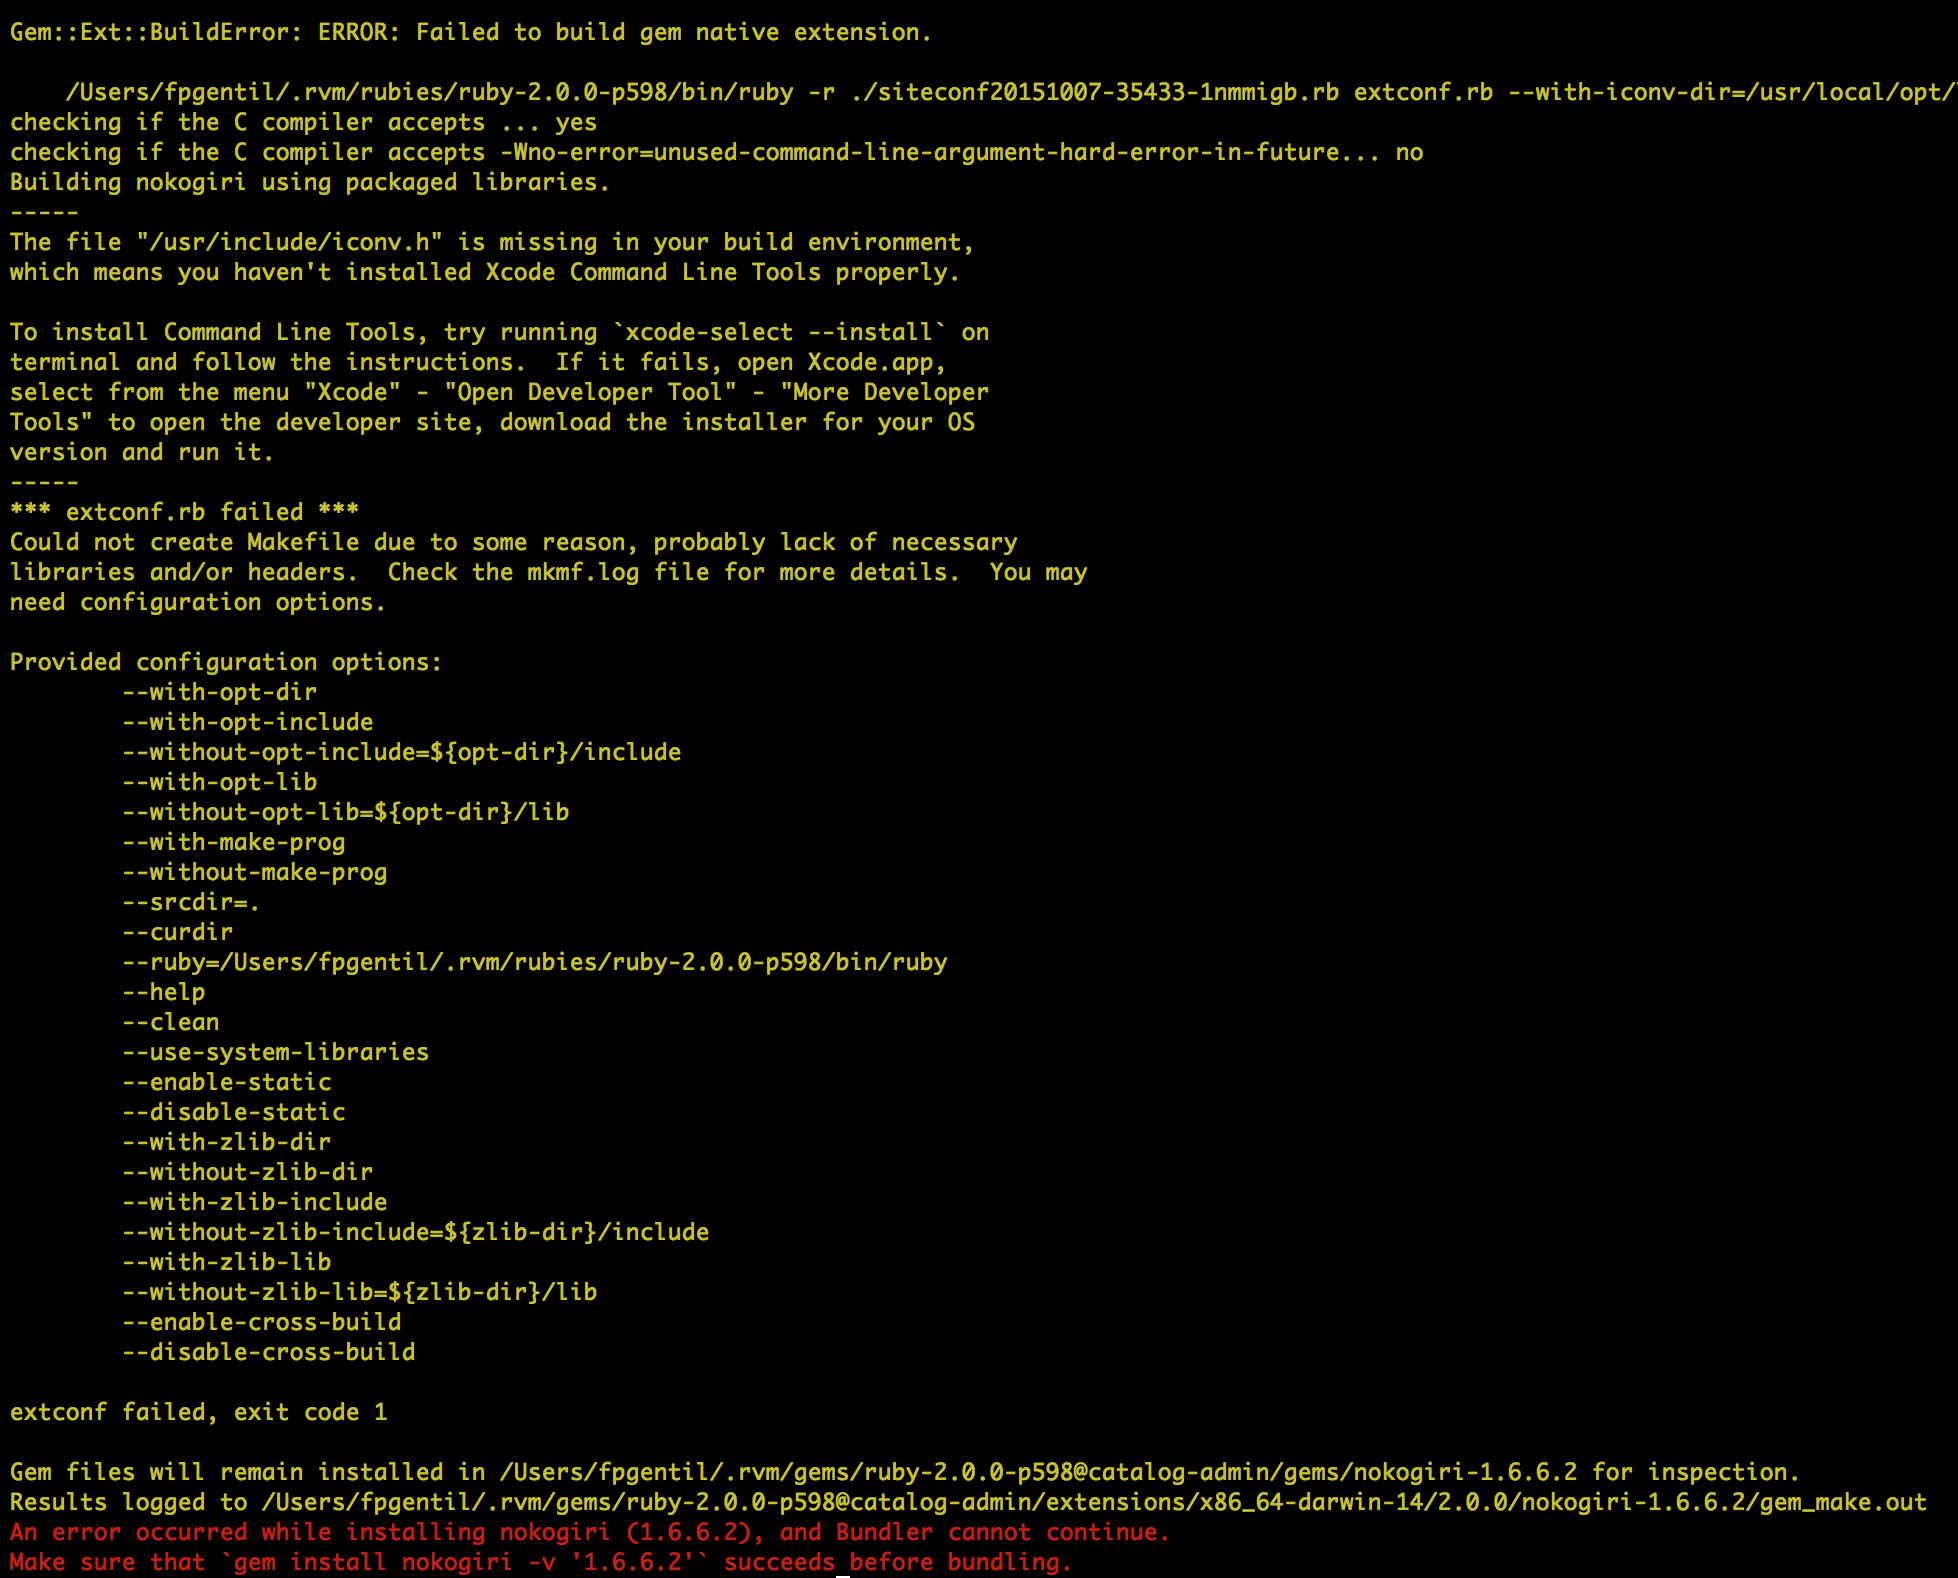 Gem::Ext::BuildError: ERROR: Failed to build gem native extension.
/Users/fpgentil/.rvm/rubies/ruby-2.0.0-p598/bin/ruby -r ./siteconf20151007-35433-1nmmigb.rb extconf.rb --with-iconv-dir=/usr/local/opt/
checking if the C compiler accepts ... yes
checking if the C compiler accepts -Wno-error=unused-command-line-argument-hard-error-in-future... no
Building nokogiri using packaged libraries.
-----
The file "/usr/include/iconv.h" is missing in your build environment,
which means you haven't installed Xcode Command Line Tools properly.
To install Command Line Tools, try running `xcode-select --install` on
terminal and follow the instructions.  If it fails, open Xcode.app,
select from the menu "Xcode" - "Open Developer Tool" - "More Developer
Tools" to open the developer site, download the installer for your OS
version and run it.
-----
*** extconf.rb failed ***
Could not create Makefile due to some reason, probably lack of necessary
libraries and/or headers.  Check the mkmf.log file for more details.  You may
need configuration options.
Provided configuration options:
--with-opt-dir
--with-opt-include
--without-opt-include=${opt-dir}/include
--with-opt-lib
--without-opt-lib=${opt-dir}/lib
--with-make-prog
--without-make-prog
--srcdir=.
--curdir
--ruby=/Users/fpgentil/.rvm/rubies/ruby-2.0.0-p598/bin/ruby
--help
--clean
--use-system-libraries
--enable-static
--disable-static
--with-zlib-dir
--without-zlib-dir
--with-zlib-include
--without-zlib-include=${zlib-dir}/include
--with-zlib-lib
--without-zlib-lib=${zlib-dir}/lib
--enable-cross-build
--disable-cross-build
extconf failed, exit code 1
Gem files will remain installed in /Users/fpgentil/.rvm/gems/ruby-2.0.0-p598@catalog-admin/gems/nokogiri-1.6.6.2 for inspection.
Results logged to /Users/fpgentil/.rvm/gems/ruby-2.0.0-p598@catalog-admin/extensions/x86_64-darwin-14/2.0.0/nokogiri-1.6.6.2/gem_make.out
An error occurred while installing nokogiri (1.6.6.2), and Bundler cannot continue.
Make sure that `gem install nokogiri -v '1.6.6.2'` succeeds before bundling.